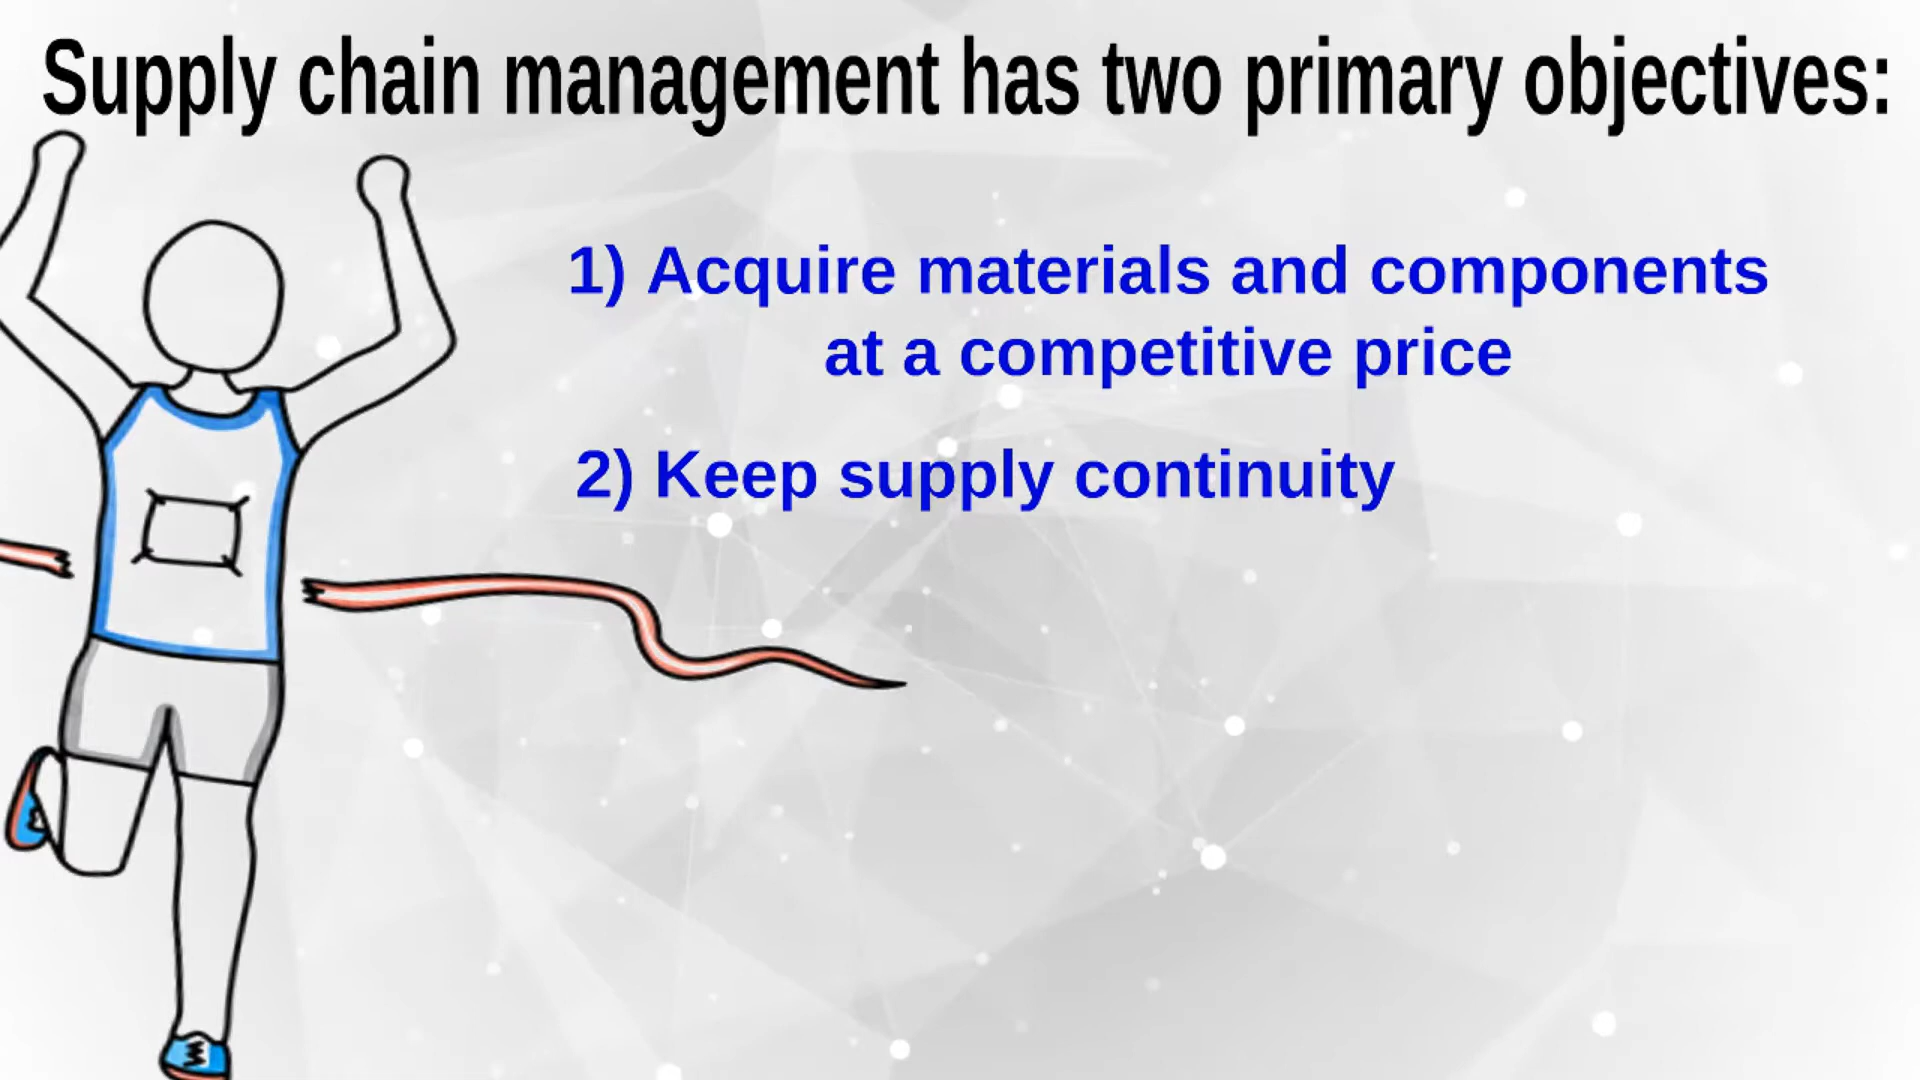 Supply chain management has two primary objectives:
1) Acquire materials and components
at a competitive price
2) Keep supply continuity